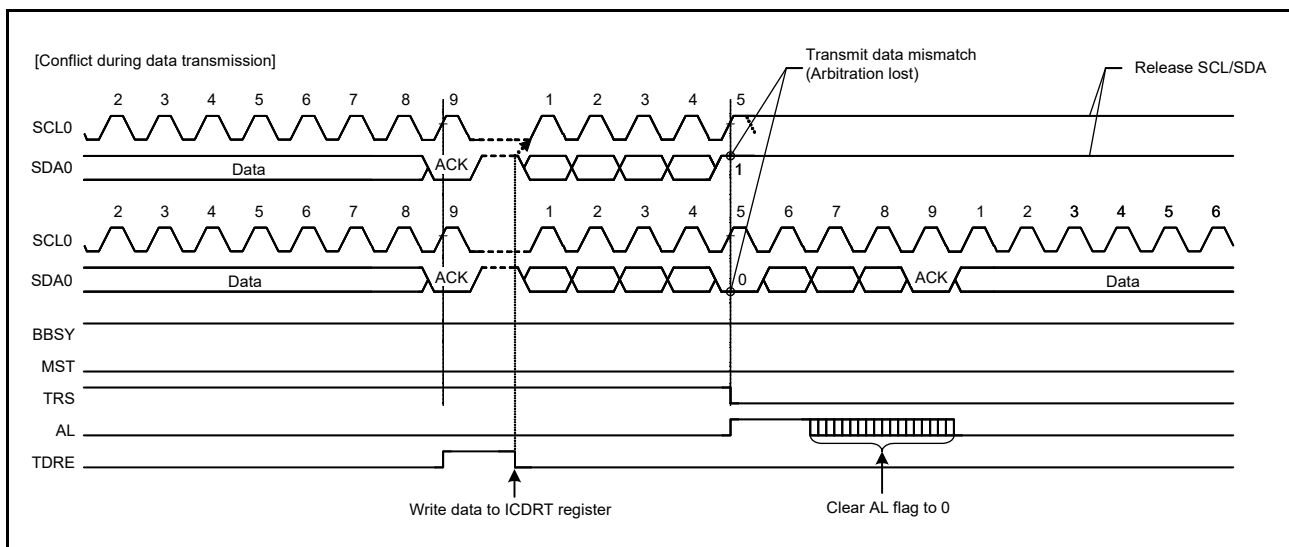 [Conflict during data transmission]
Transmit data mismatch
(Arbitration lost)
Release SCL/SDA
2 3 4 5 6 7 8 9 1 2 3 4 5
SCL0
SDA0 Data ACK 1
2 3 4 5 6 7 8 9 1 2 3 4 5 6 7 8 9 1 2 3 4 5 6
SCL0
SDA0 Data ACK 0 ACK Data
BBSY
MST
TRS
AL
TDRE
Write data to ICDRT register Clear AL flag to 0